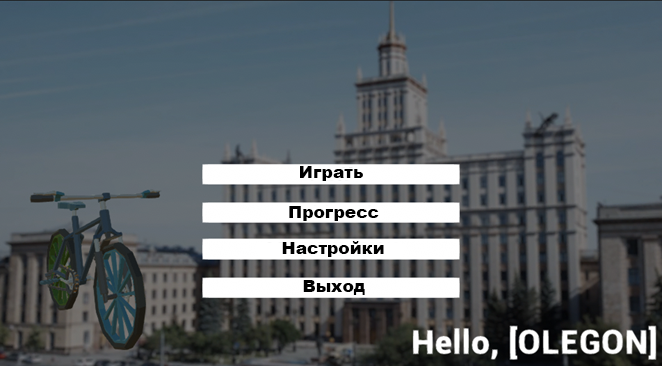 Играть
Прогресс
Настройки
Выход
Hello, [OLEGON]